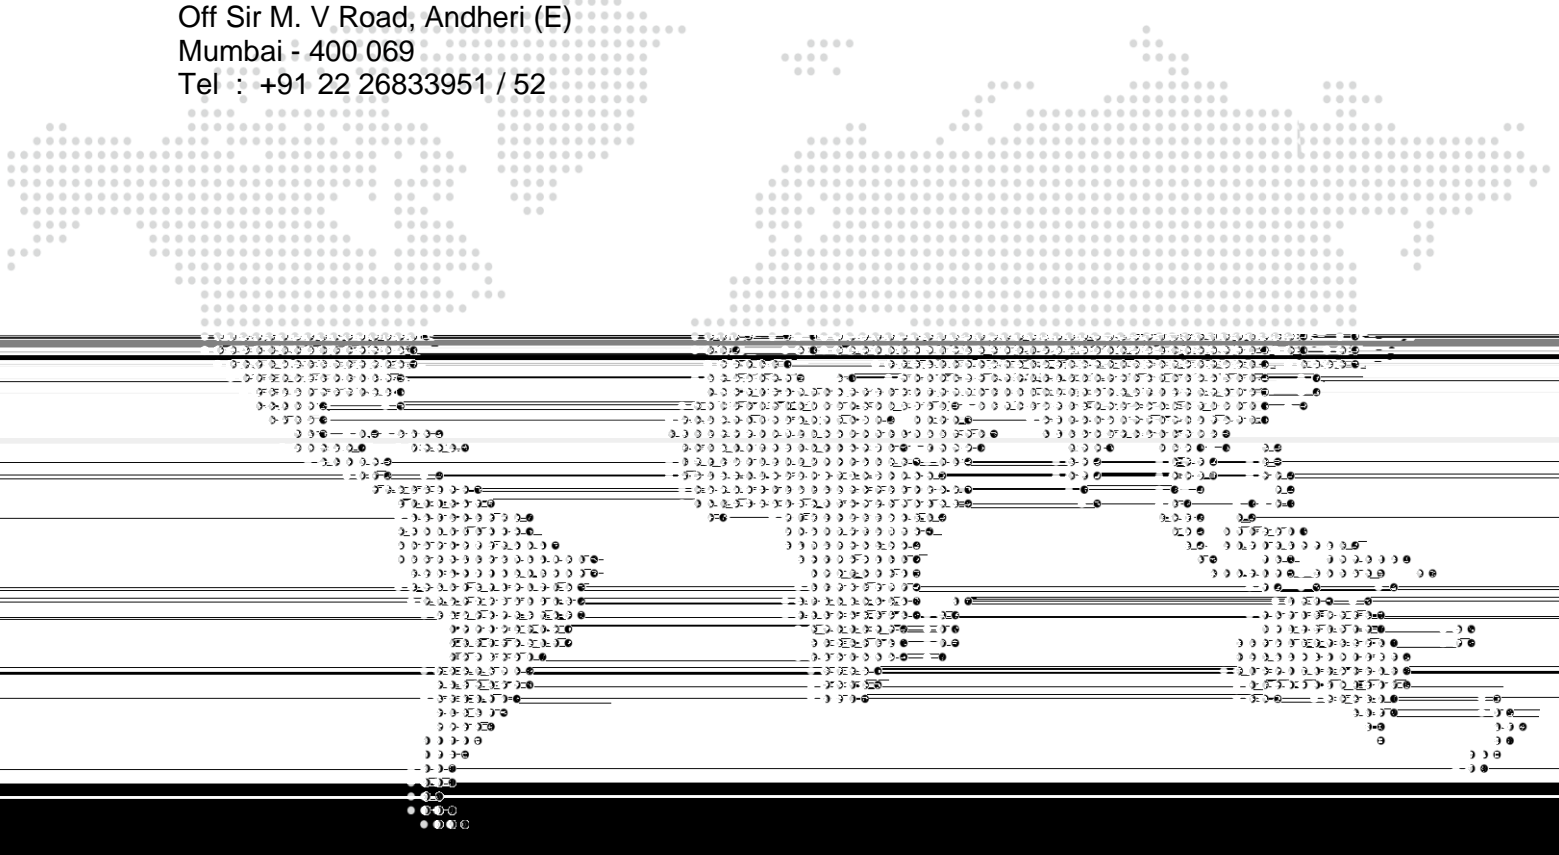 Off Sir M. V Road, Andheri (E)
Mumbai - 400 069
Tel : +91 22 26833951 / 52